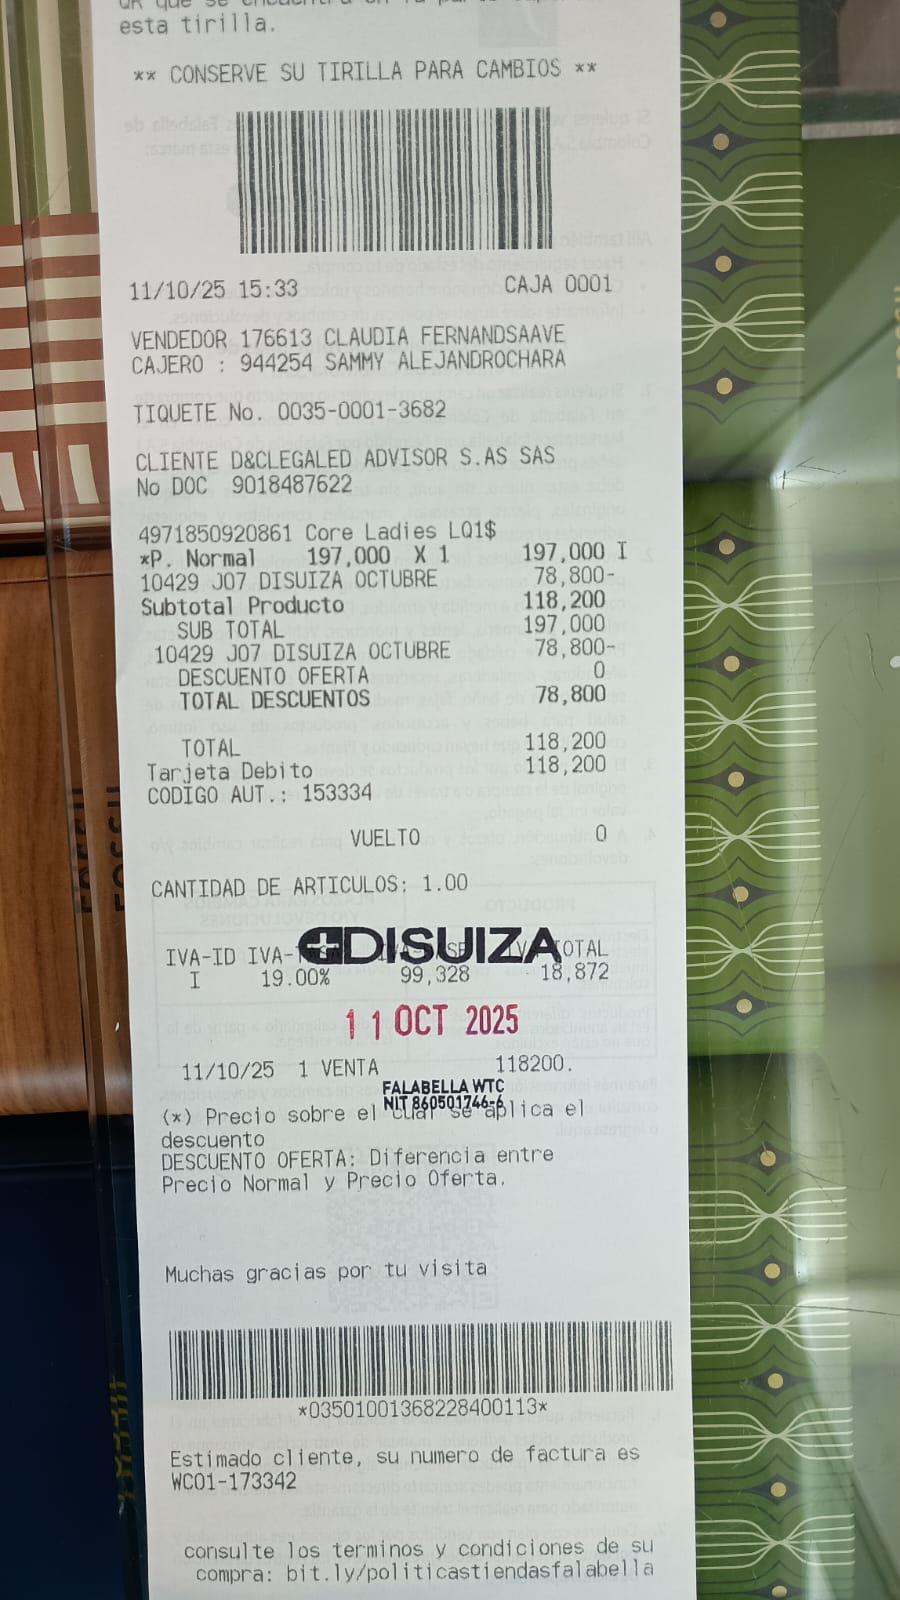 esta tirilla.
** CONSERVE SU TIRILLA PARA CAMBIOS **
11/10/25 15:33 CAJA 0001
VENDEDOR 176613 CLAUDIA FERNANDSAAVE
CAJERO : 944254 SAMMY ALEJANDROCHARA
TIQUETE No. 0035-0001-3682
CLIENTE D&CLEGALED ADVISOR S.AS SAS
No DOC 9018487622
4971850920861 Core Ladies LQ1$
*P. Normal 197,000 X 1 197,000 I
10429 J07 DISUIZA OCTUBRE 78,800-
Subtotal Producto 118,200
SUB TOTAL 197,000
10429 J07 DISUIZA OCTUBRE 78,800-
DESCUENTO OFERTA 0
TOTAL DESCUENTOS 78,800
TOTAL 118,200
Tarjeta Debito 118,200
CODIGO AUT.: 153334
VUELTO 0
CANTIDAD DE ARTICULOS: 1.00
DISUIZA
IVA-ID
I 19.00% 99,328 18,872
11 OCT 2025
11/10/25 1 VENTA 118200.
FALABELLA WTC
NIT 860501746-6
(*) Precio sobre el cual se aplica el
descuento
DESCUENTO OFERTA: Diferencia entre
Precio Normal y Precio Oferta.
Muchas gracias por tu visita
*03501001368228400113*
Estimado cliente, su numero de factura es
WC01-173342
consulte los terminos y condiciones de su
compra: bit.ly/politicastiendasfalabella